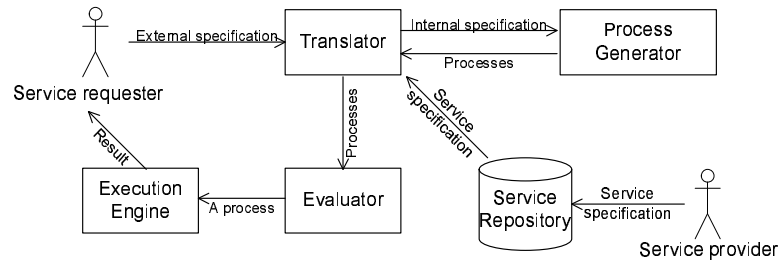 External specification
Translator
Internal specification
Process
Generator
Processes
Service requester
Result
Processes
Service
specification
Execution
Engine
A process
Evaluator
Service
Repository
Service
specification
Service provider